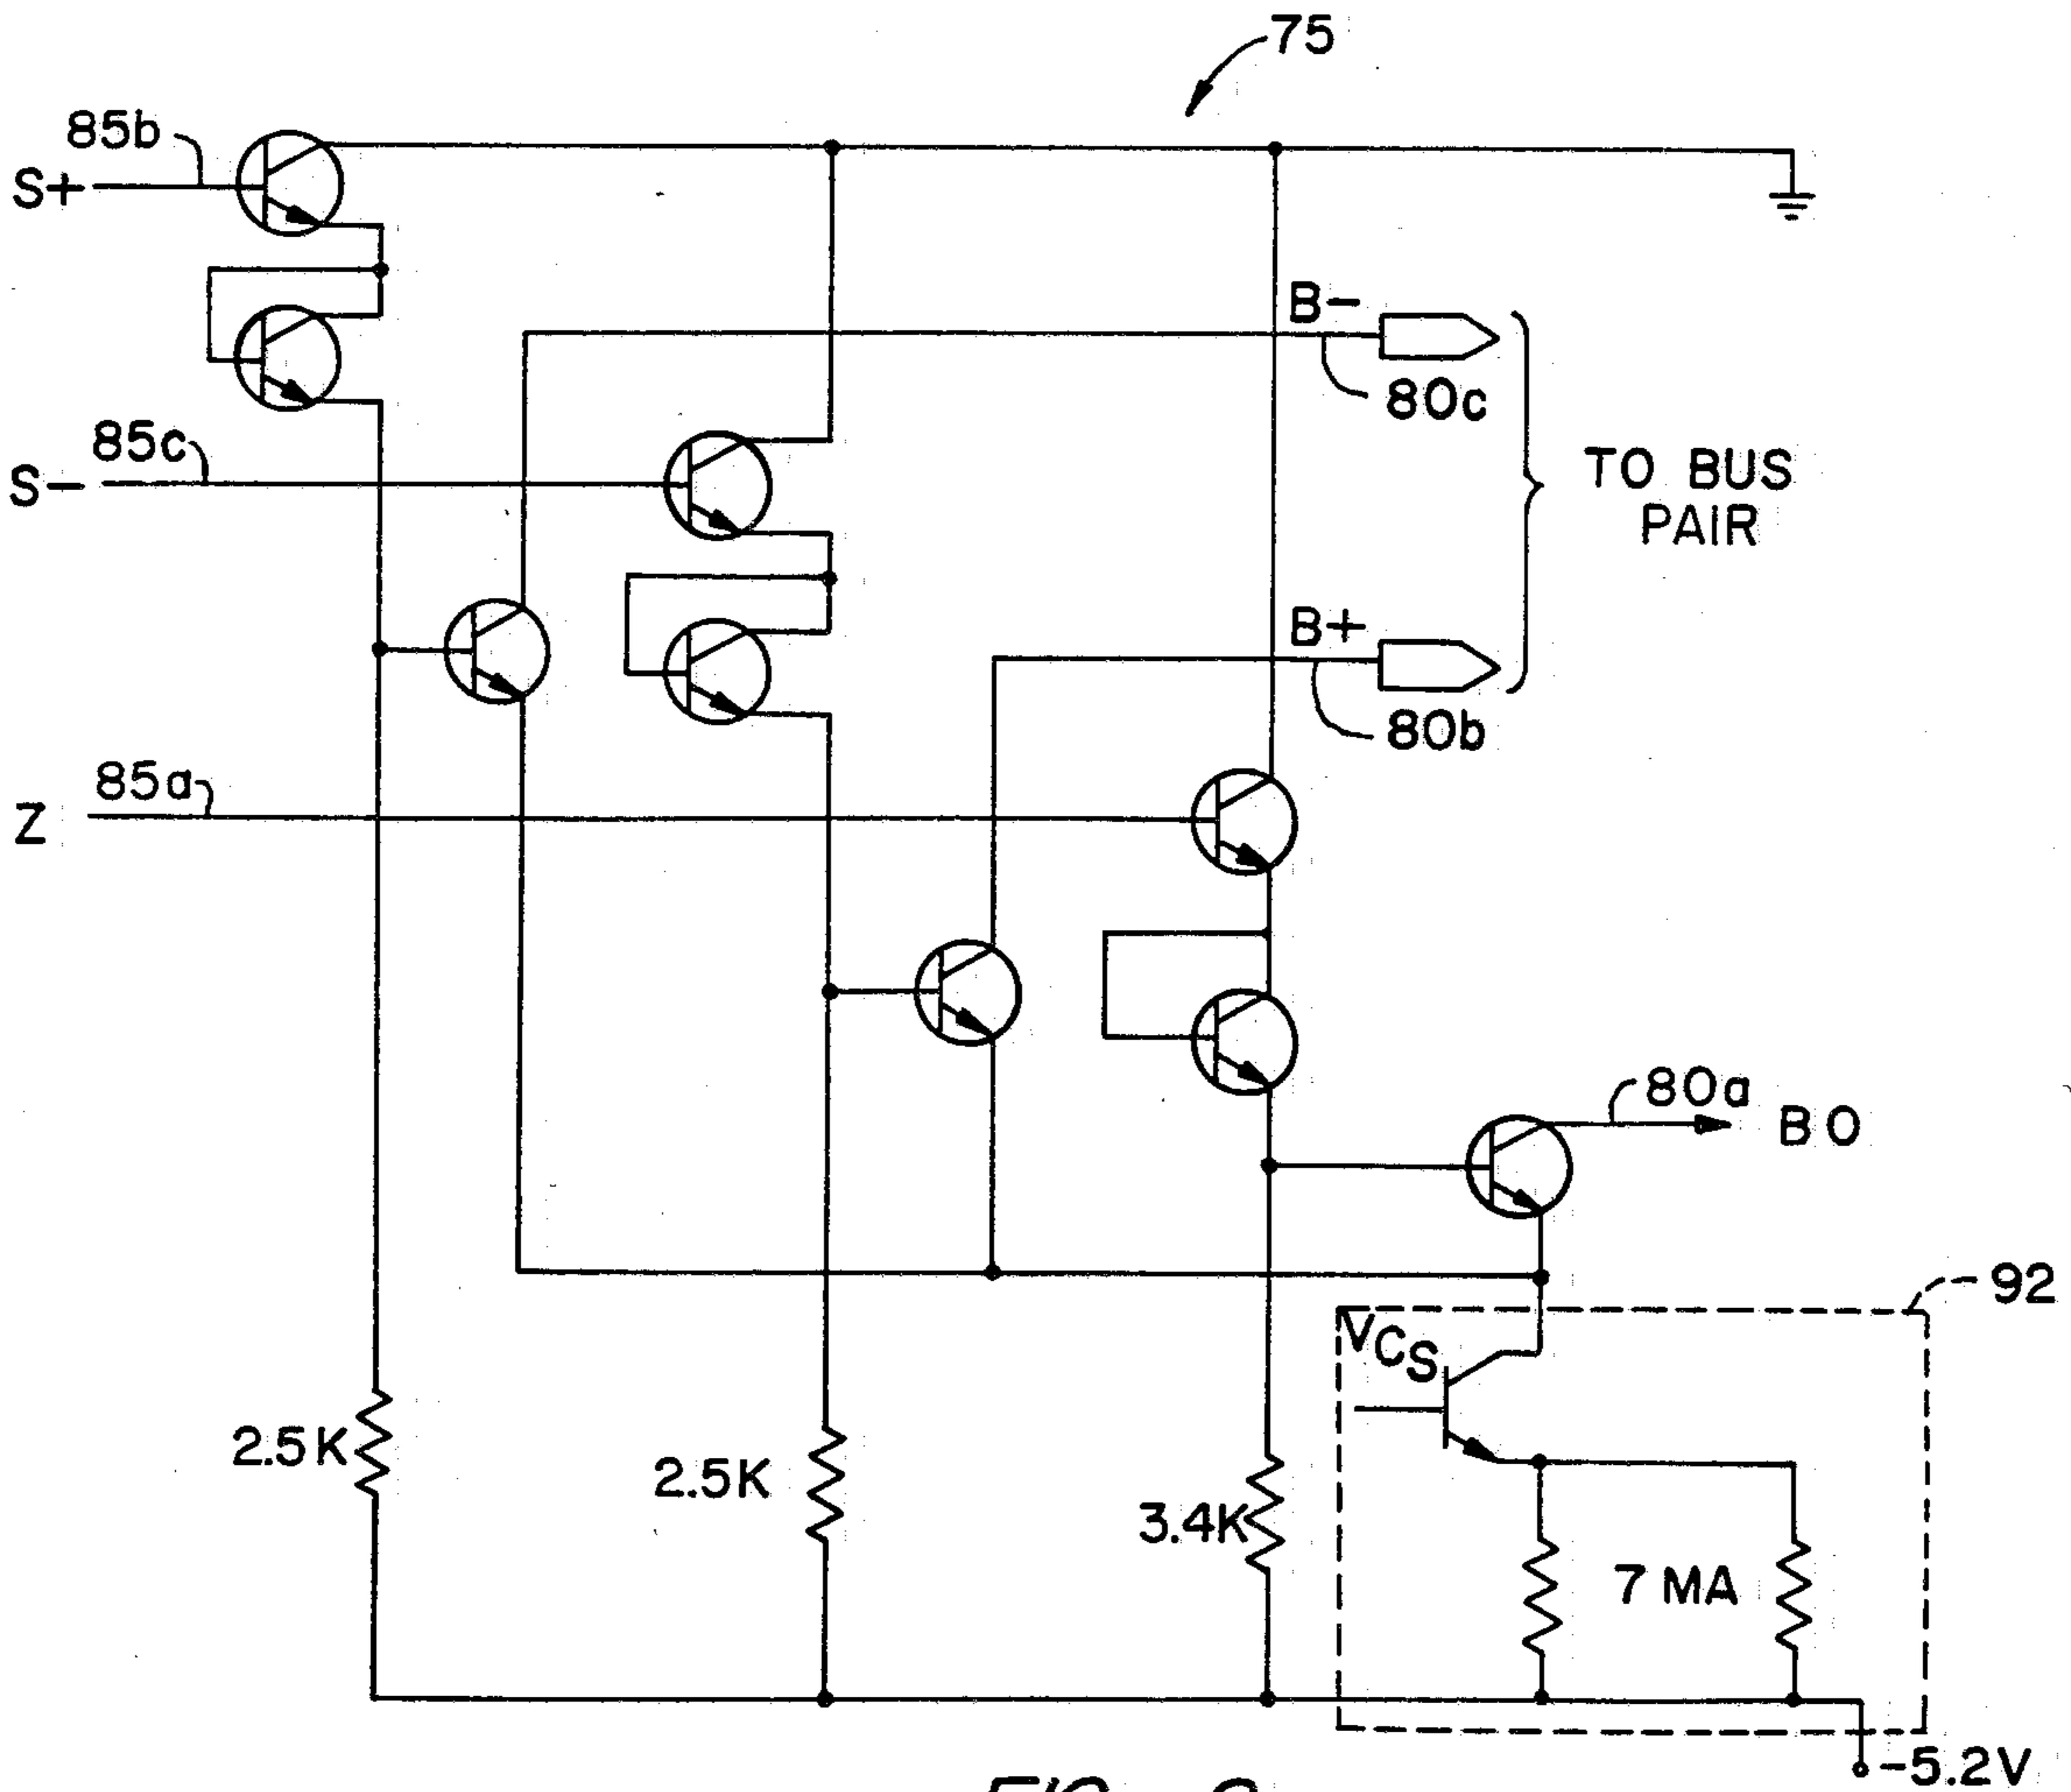 75
85b
S+
B-
80c
85c
S-
TO BUS
PAIR
B+
80b
85a
Z
80a
BO
92
VCS
2.5K
2.5K
3.4K
7 MA
-5.2V